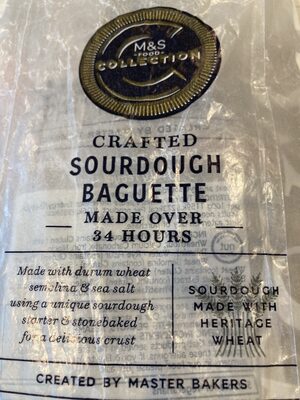 M&S
FOOD
COLLECTION
CRAFTED
SOURDOUGH
BAGUETTE
MADE OVER
34 HOURS
Made with durum wheat
semolina & sea salt
using a unique sourdough
starter & stonebaked
for a delicious crust
SOURDOUGH
MADE WITH
HERITAGE
WHEAT
CREATED BY MASTER BAKERS